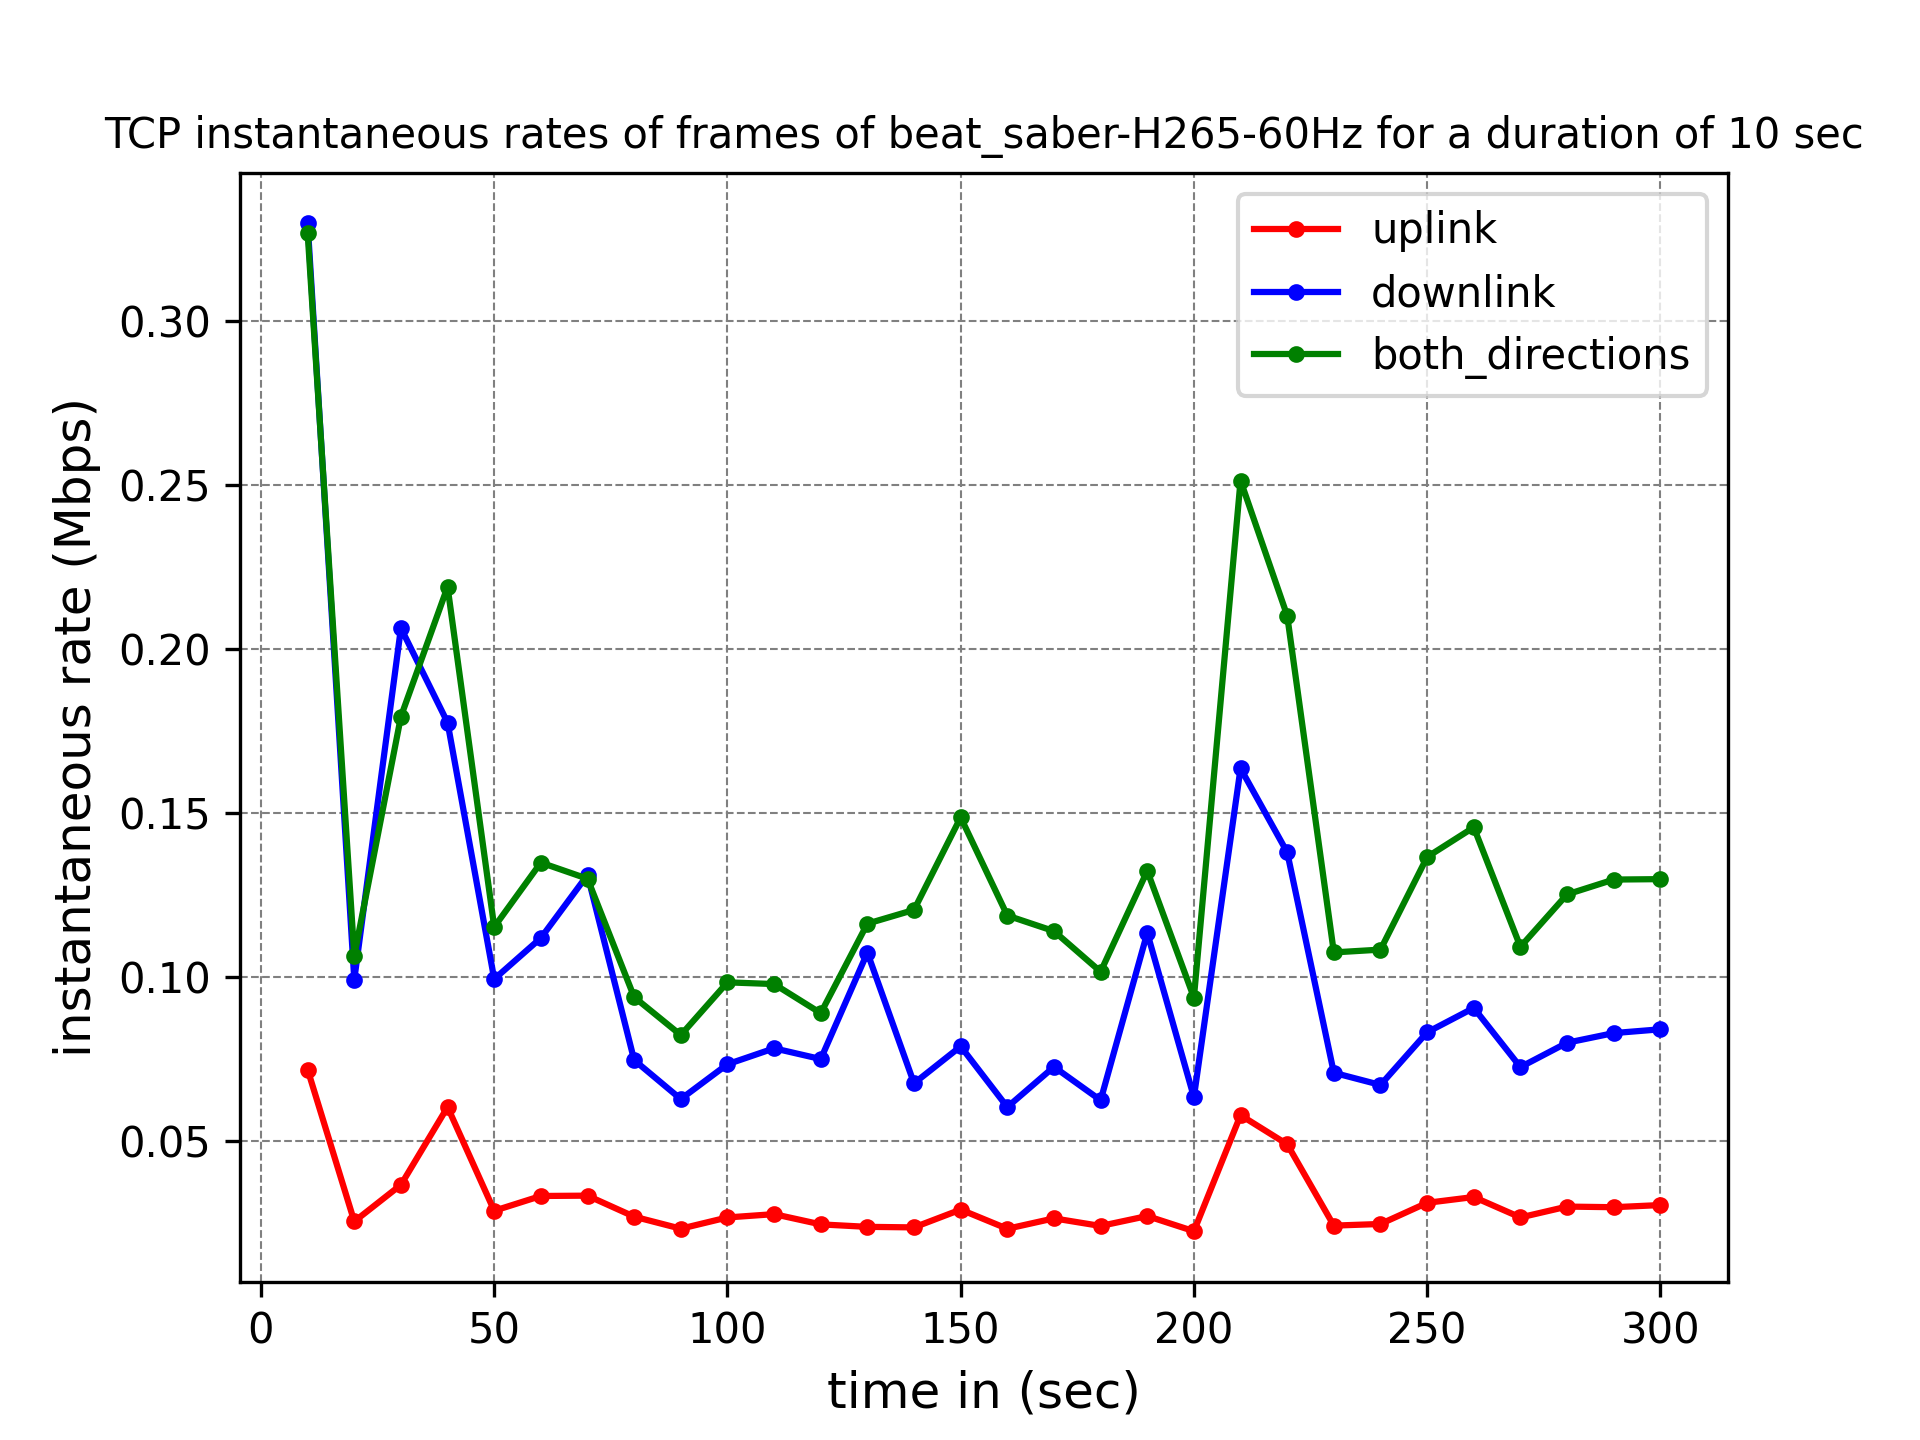 TCP instantaneous rates of frames of beat_saber-H265-60Hz for a duration of 10 sec
uplink
downlink
both_directions
instantaneous rate (Mbps)
0.30
0.25
0.20
0.15
0.10
0.05
0 50 100 150 200 250 300
time in (sec)